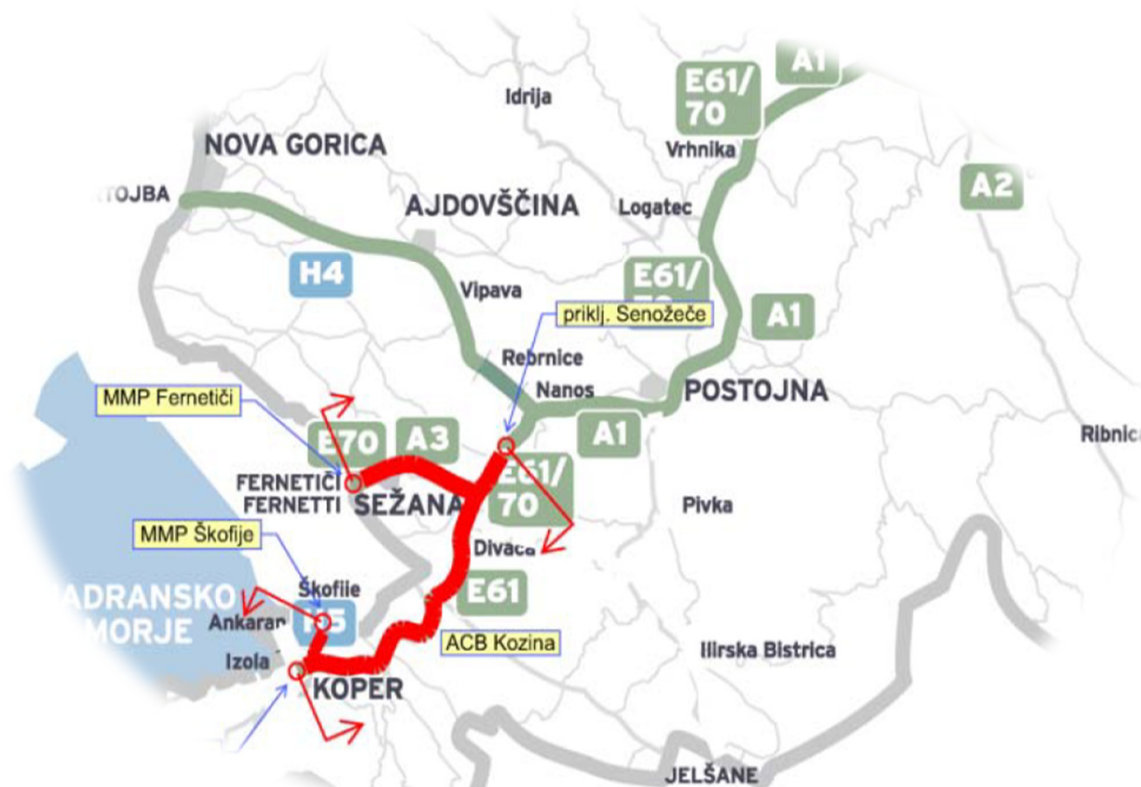 A1
E61/
70
Idrija
NOVA GORICA
Vrhnika
TOJBA
AJDOVŠČINA
Logatec
A2
H4
E61/
Vipava
priklj. Senožeče
A1
Rebrnice
Nanos
POSTOJNA
MMP Fernetiči
E70
A3
A1
FERNETIČI
FERNETTI
SEŽANA
E61/
70
Pivka
MMP Škofije
Divača
E61
ADRANSKO
MORJE
Škofije
Ankaran
H5
ACB Kozina
Izola
KOPER
Ilirska Bistrica
JELŠANE